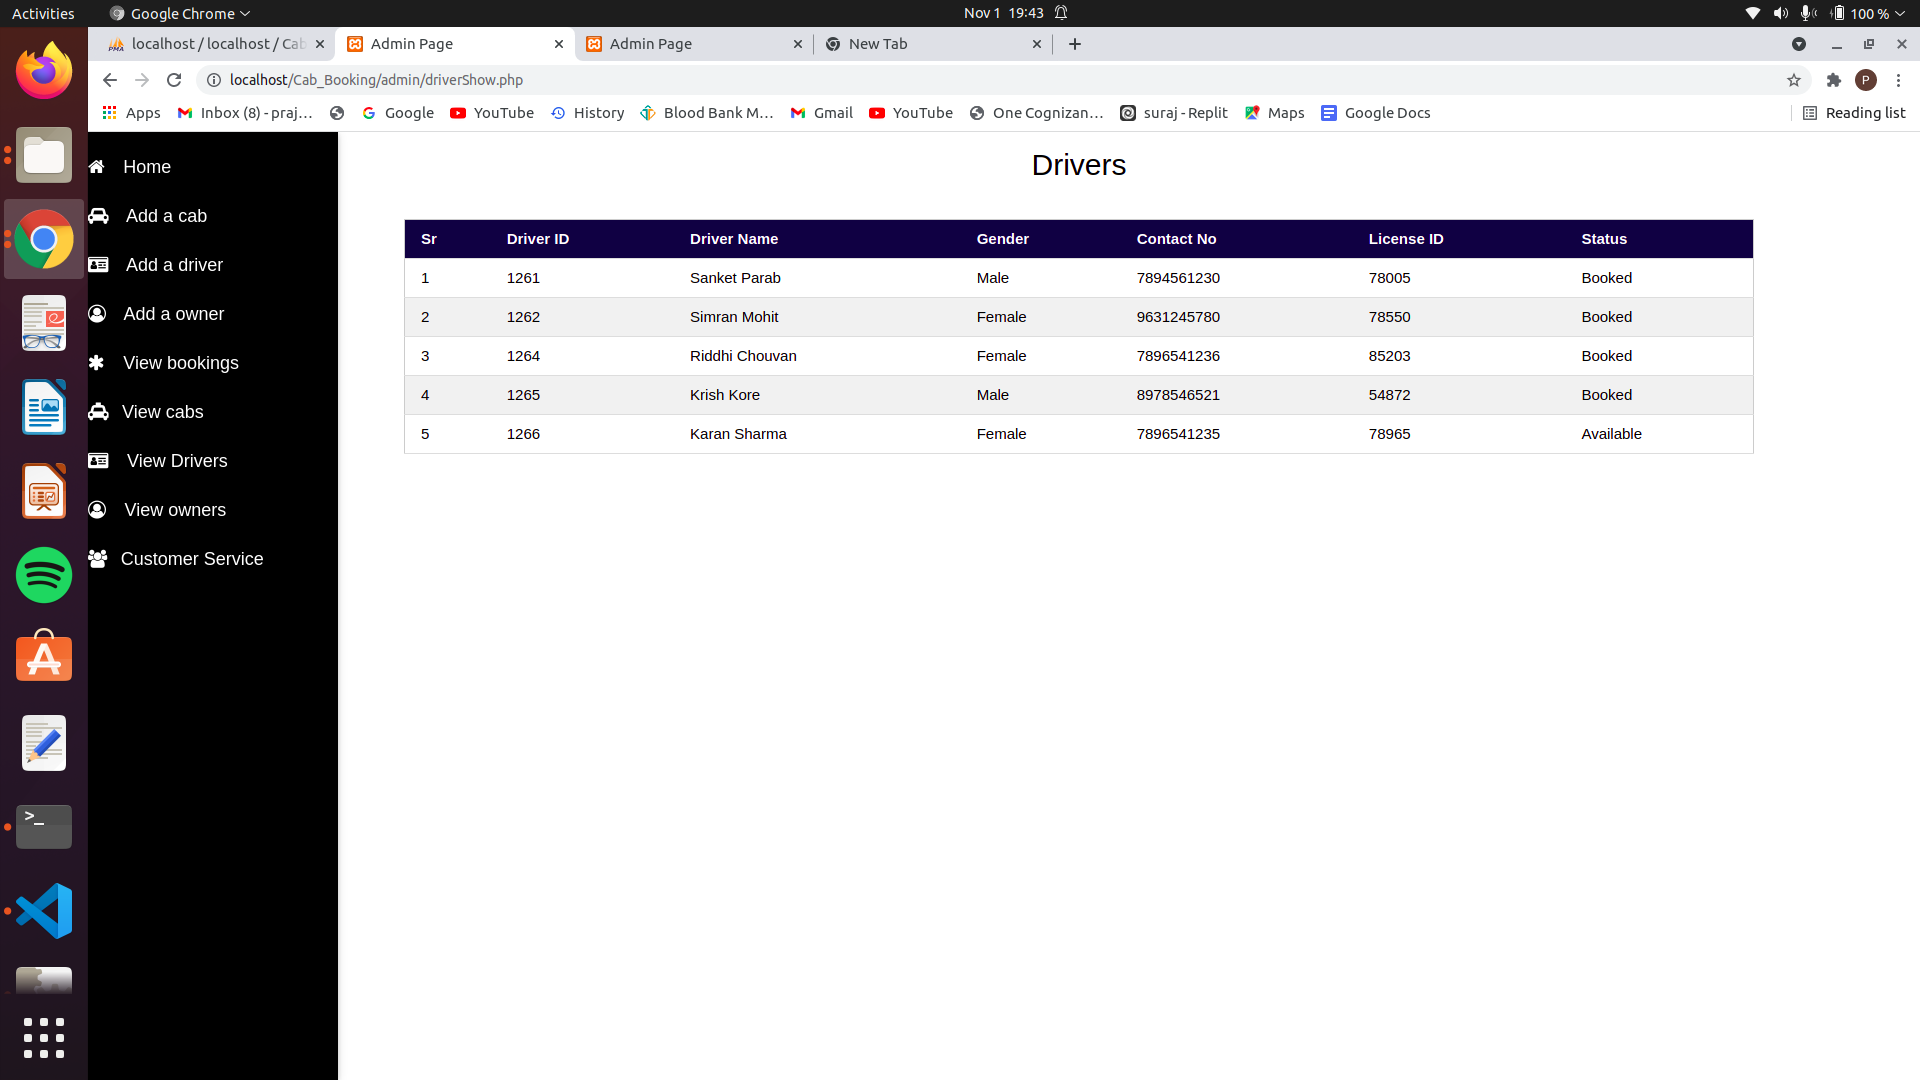 Activities Google Chrome Nov 1 19:43 100 %
localhost / localhost / Cab Admin Page Admin Page New Tab
localhost/Cab_Booking/admin/driverShow.php
Apps Inbox (8) - praj... Google YouTube History Blood Bank M... Gmail YouTube One Cognizan... suraj - Replit Maps Google Docs Reading list
P
Home
Add a cab
Add a driver
Add a owner
View bookings
View cabs
View Drivers
View owners
Customer Service
Drivers
Sr Driver ID Driver Name Gender Contact No License ID Status
1 1261 Sanket Parab Male 7894561230 78005 Booked
2 1262 Simran Mohit Female 9631245780 78550 Booked
3 1264 Riddhi Chouvan Female 7896541236 85203 Booked
4 1265 Krish Kore Male 8978546521 54872 Booked
5 1266 Karan Sharma Female 7896541235 78965 Available